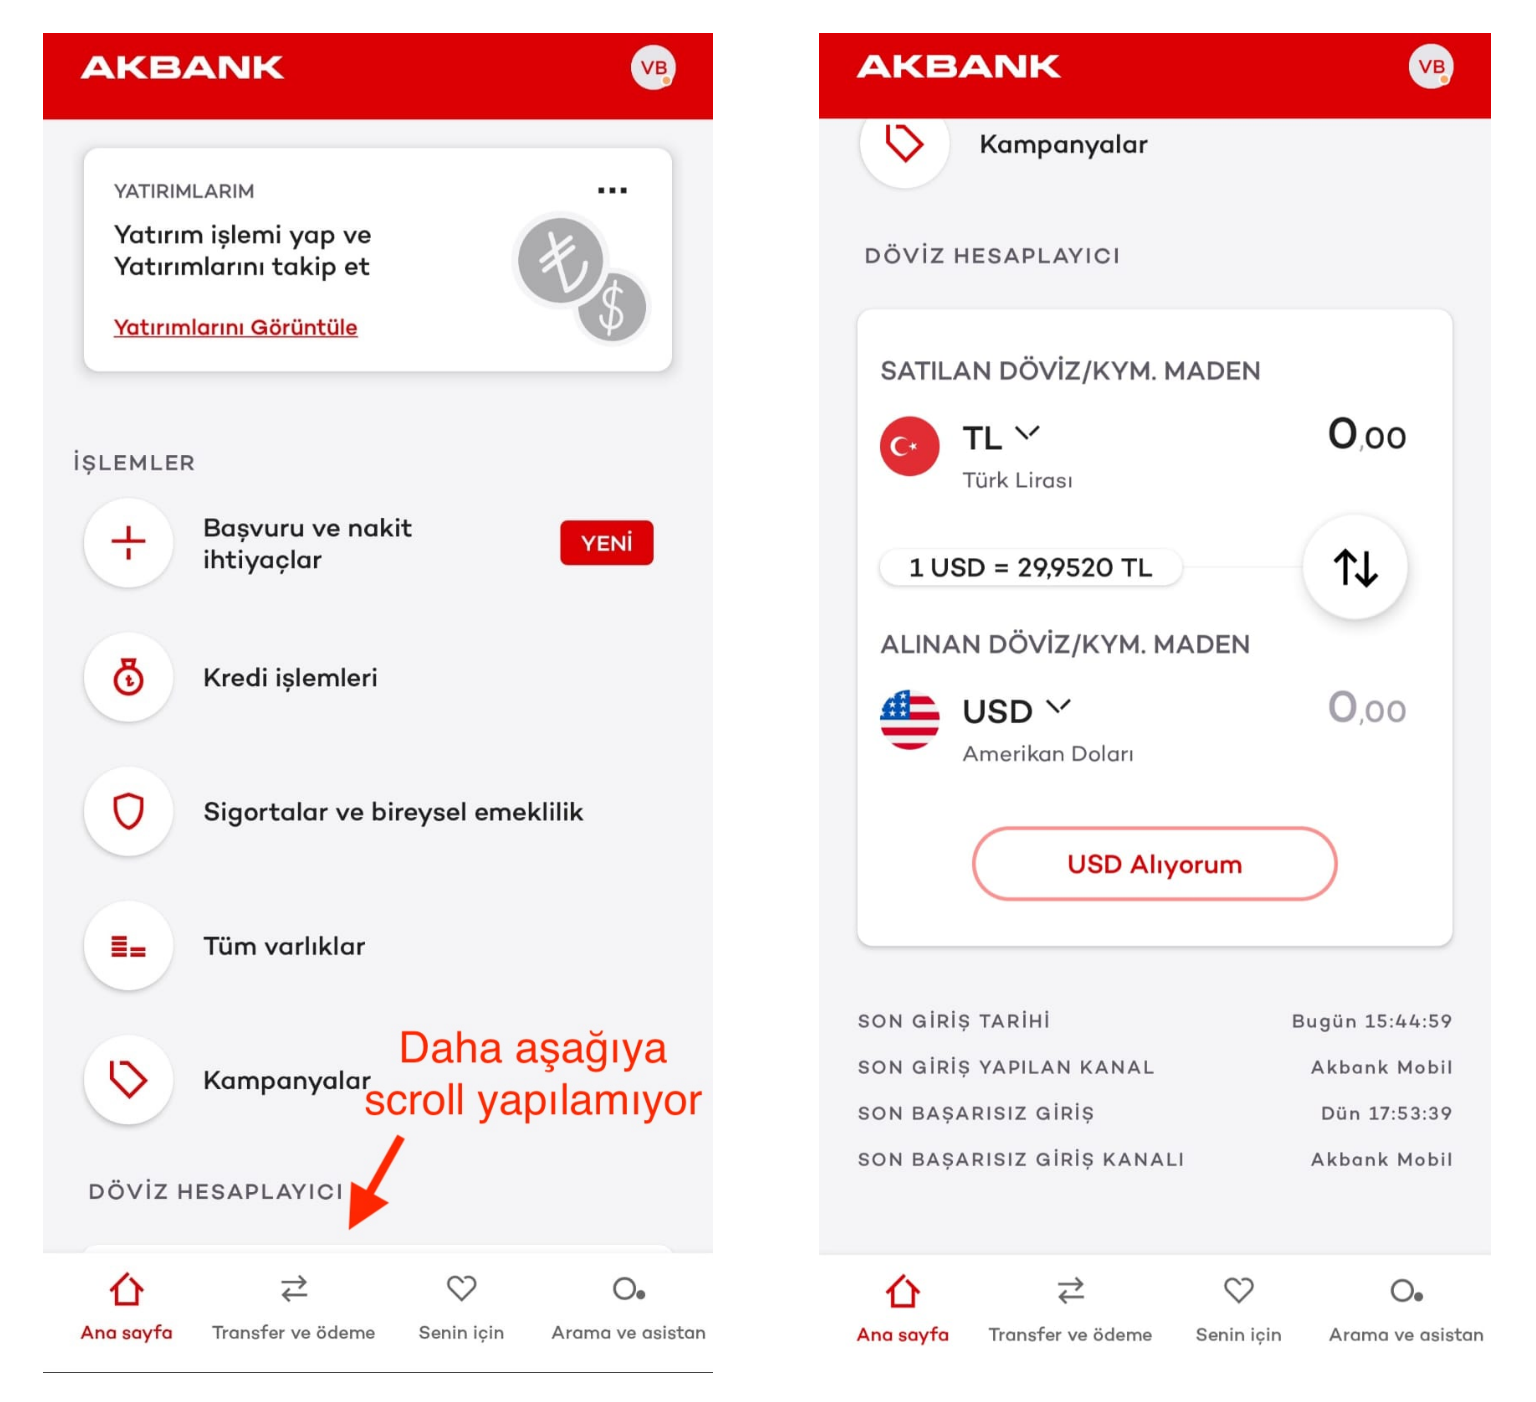 AKBANK
VB
YATIRIMLARIM
Yatırım işlemi yap ve
Yatırımlarını takip et
Yatırımlarını Görüntüle
İŞLEMLER
Başvuru ve nakit
ihtiyaçlar
YENİ
Kredi işlemleri
Sigortalar ve bireysel emeklilik
Tüm varlıklar
Kampanyalar
Daha aşağıya
scroll yapılamıyor
DÖVİZ HESAPLAYICI
Ana sayfa
Transfer ve ödeme
Senin için
Arama ve asistan
AKBANK
VB
Kampanyalar
DÖVİZ HESAPLAYICI
SATILAN DÖVİZ/KYM. MADEN
TL 0,00
Türk Lirası
1 USD = 29,9520 TL
ALINAN DÖVİZ/KYM. MADEN
USD 0,00
Amerikan Doları
USD Alıyorum
SON GİRİŞ TARİHİ Bugün 15:44:59
SON GİRİŞ YAPILAN KANAL Akbank Mobil
SON BAŞARISIZ GİRİŞ Dün 17:53:39
SON BAŞARISIZ GİRİŞ KANALI Akbank Mobil
Ana sayfa
Transfer ve ödeme
Senin için
Arama ve asistan